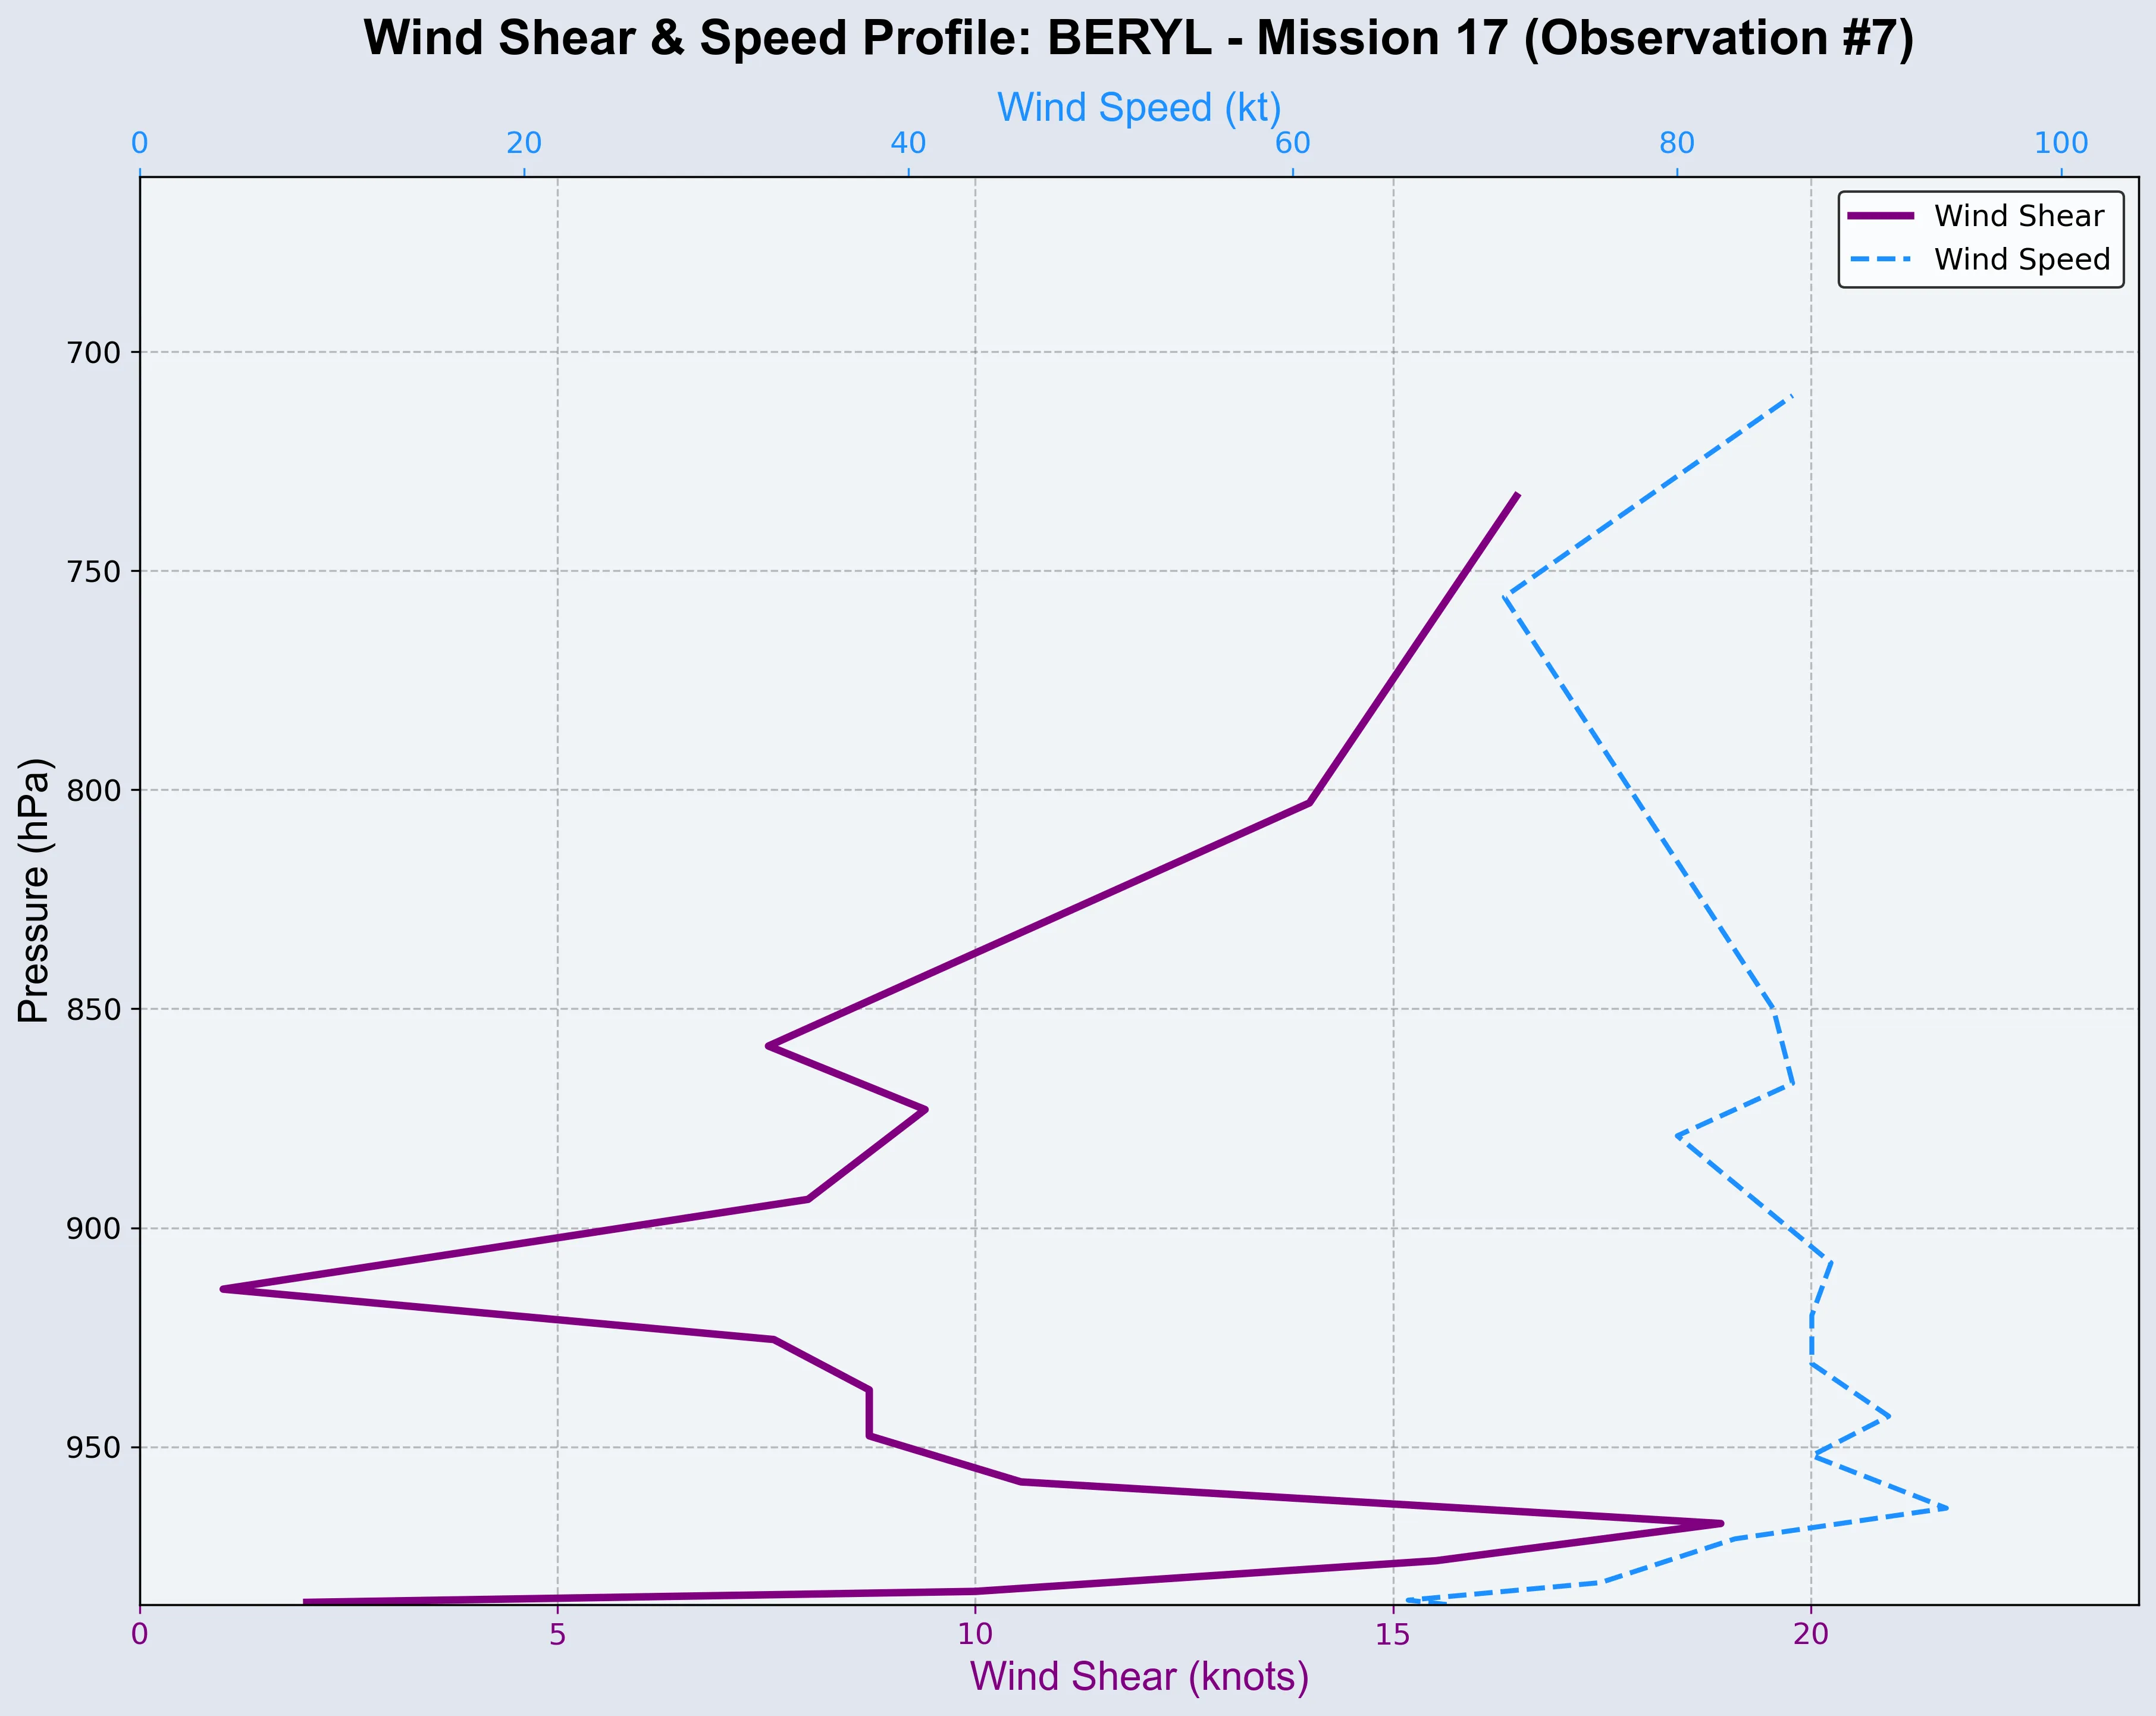 Wind Shear & Speed Profile: BERYL - Mission 17 (Observation #7)
Wind Speed (kt)
0 20 40 60 80 100
Wind Shear
Wind Speed
700
750
800
850
900
950
Pressure (hPa)
0 5 10 15 20
Wind Shear (knots)